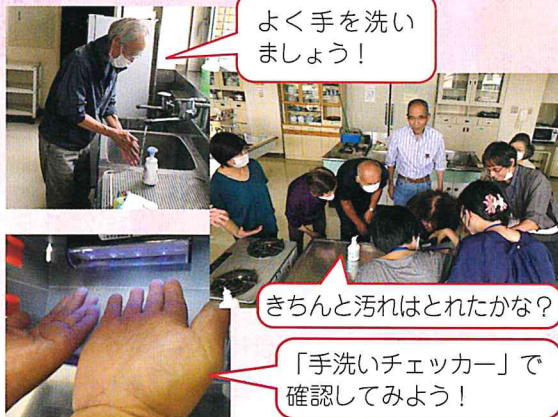 よく手を洗い
ましょう！
きちんと汚れはとれたかな？
「手洗いチェッカー」で
確認してみよう！